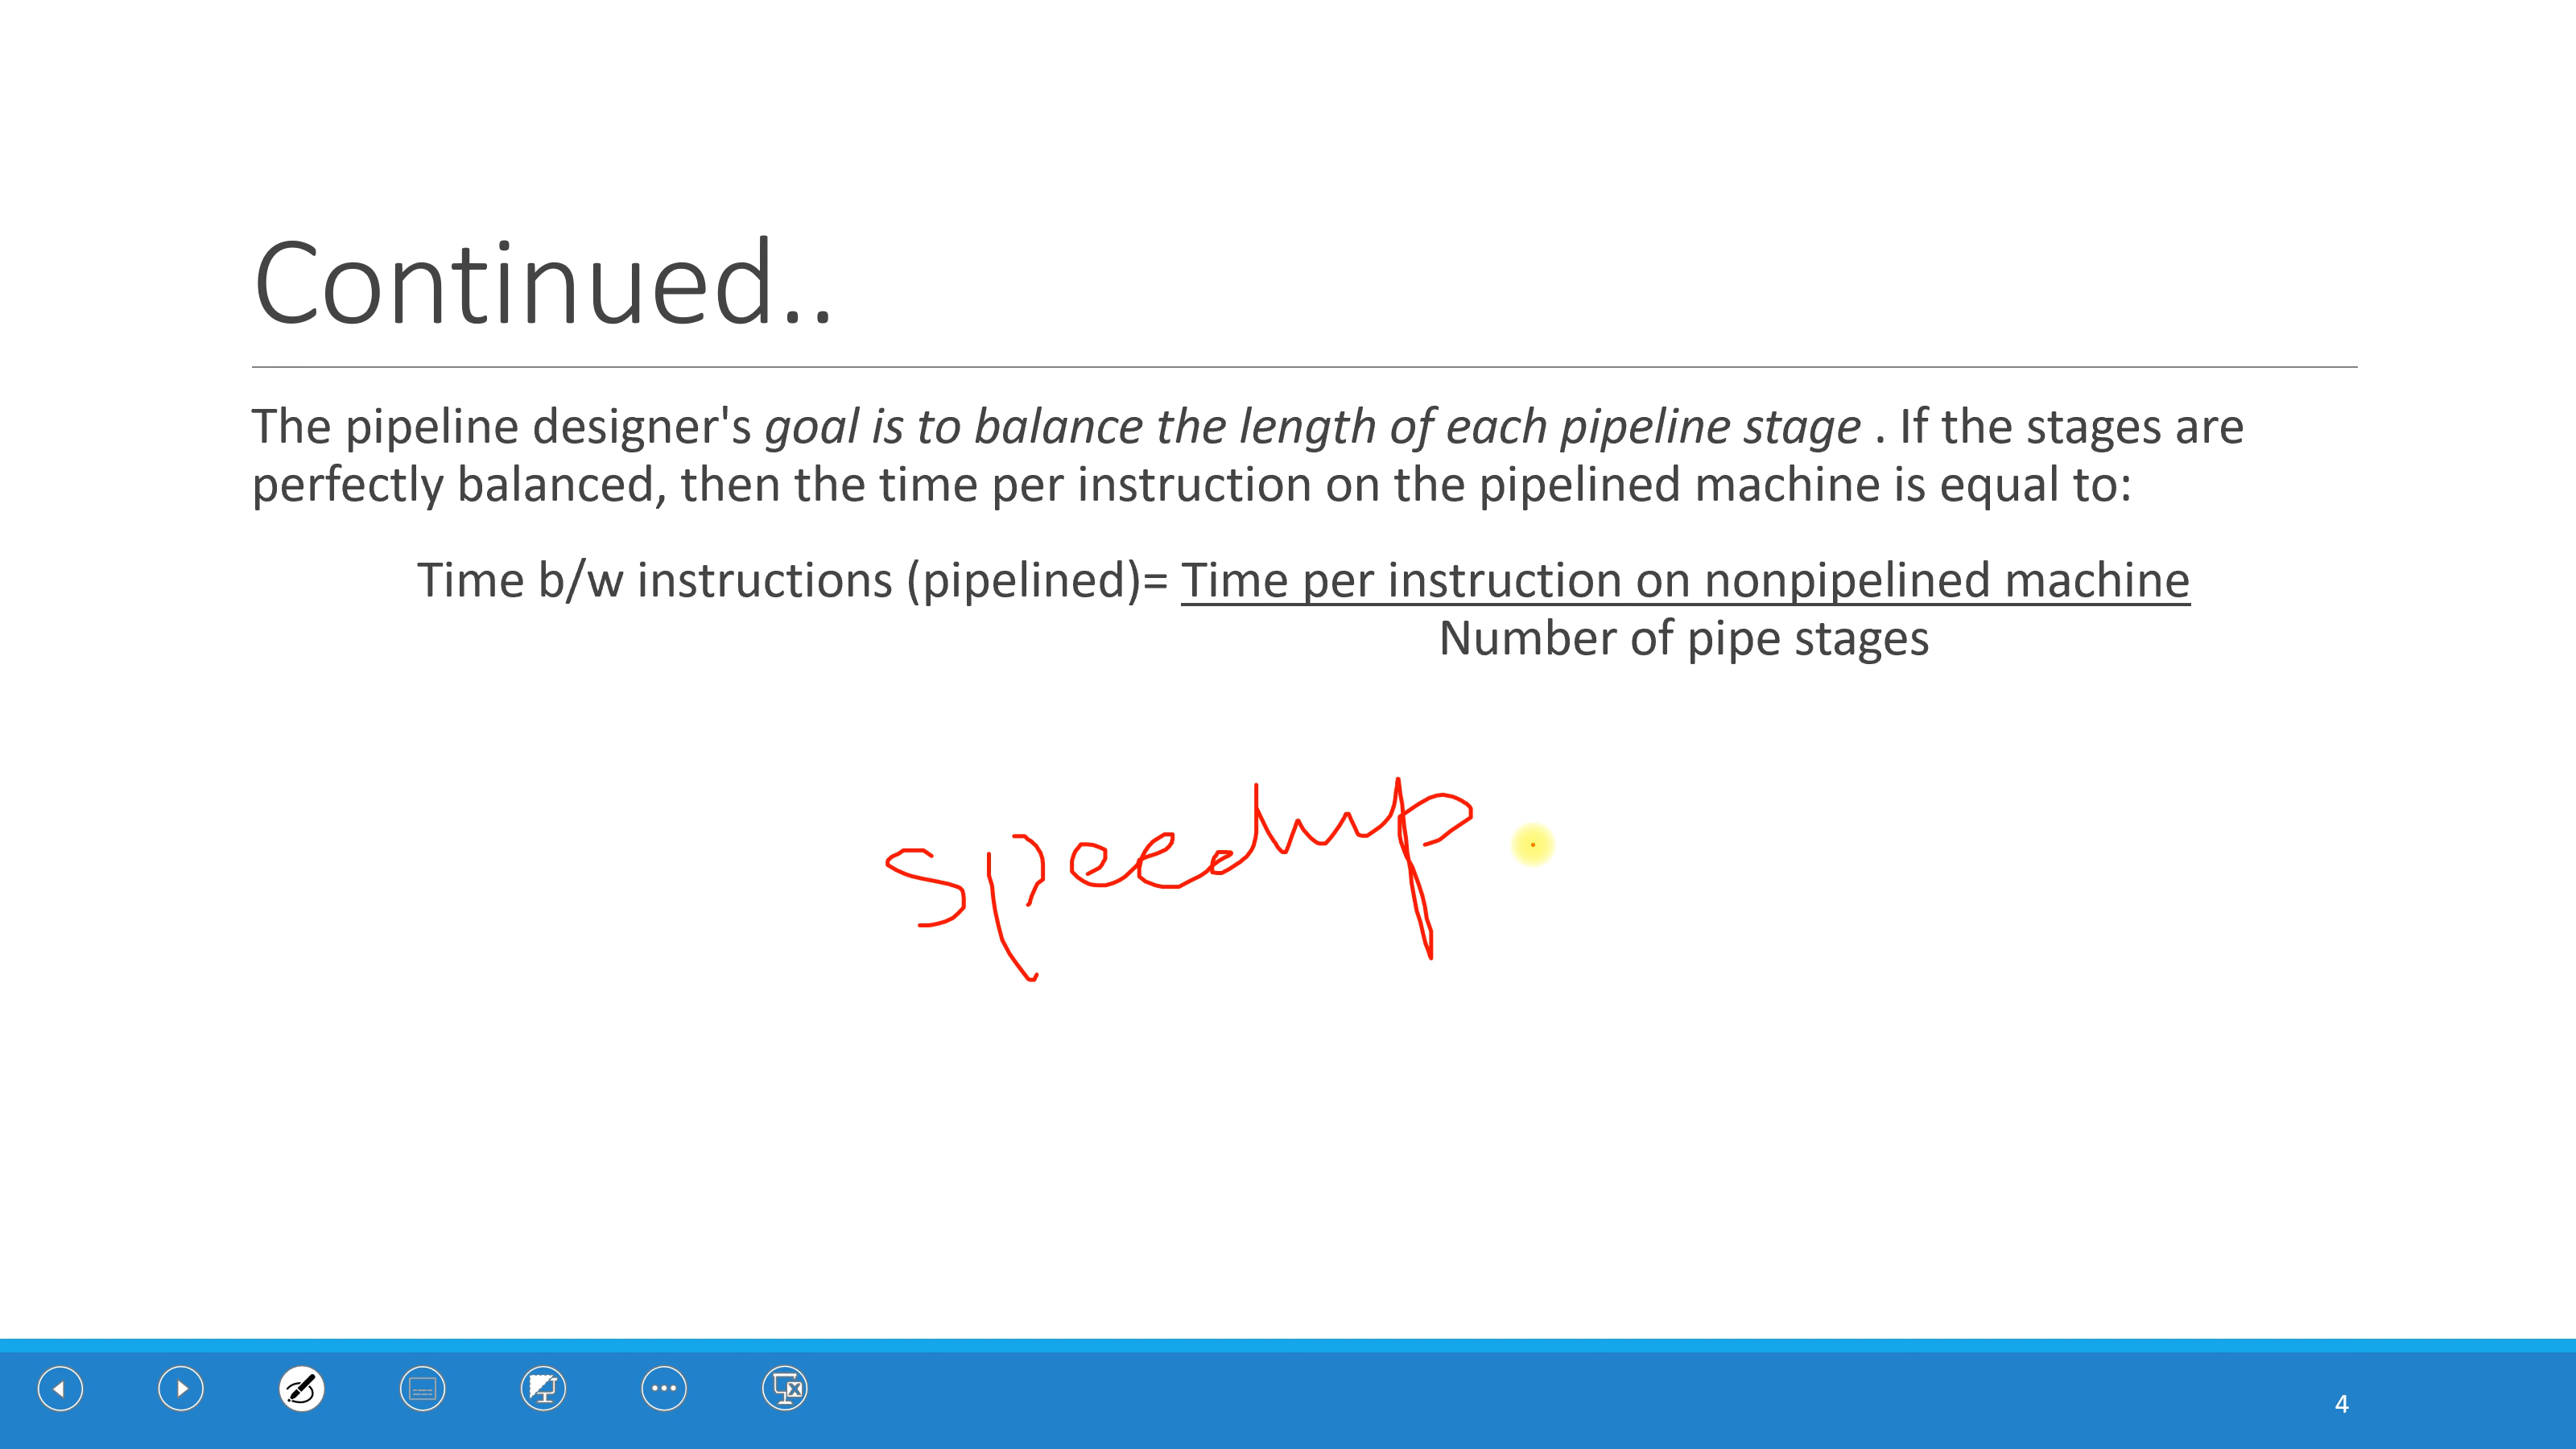 Continued..
The pipeline designer's goal is to balance the length of each pipeline stage . If the stages are
perfectly balanced, then the time per instruction on the pipelined machine is equal to:
Time b/w instructions (pipelined)= Time per instruction on nonpipelined machine
Number of pipe stages
speedup
4